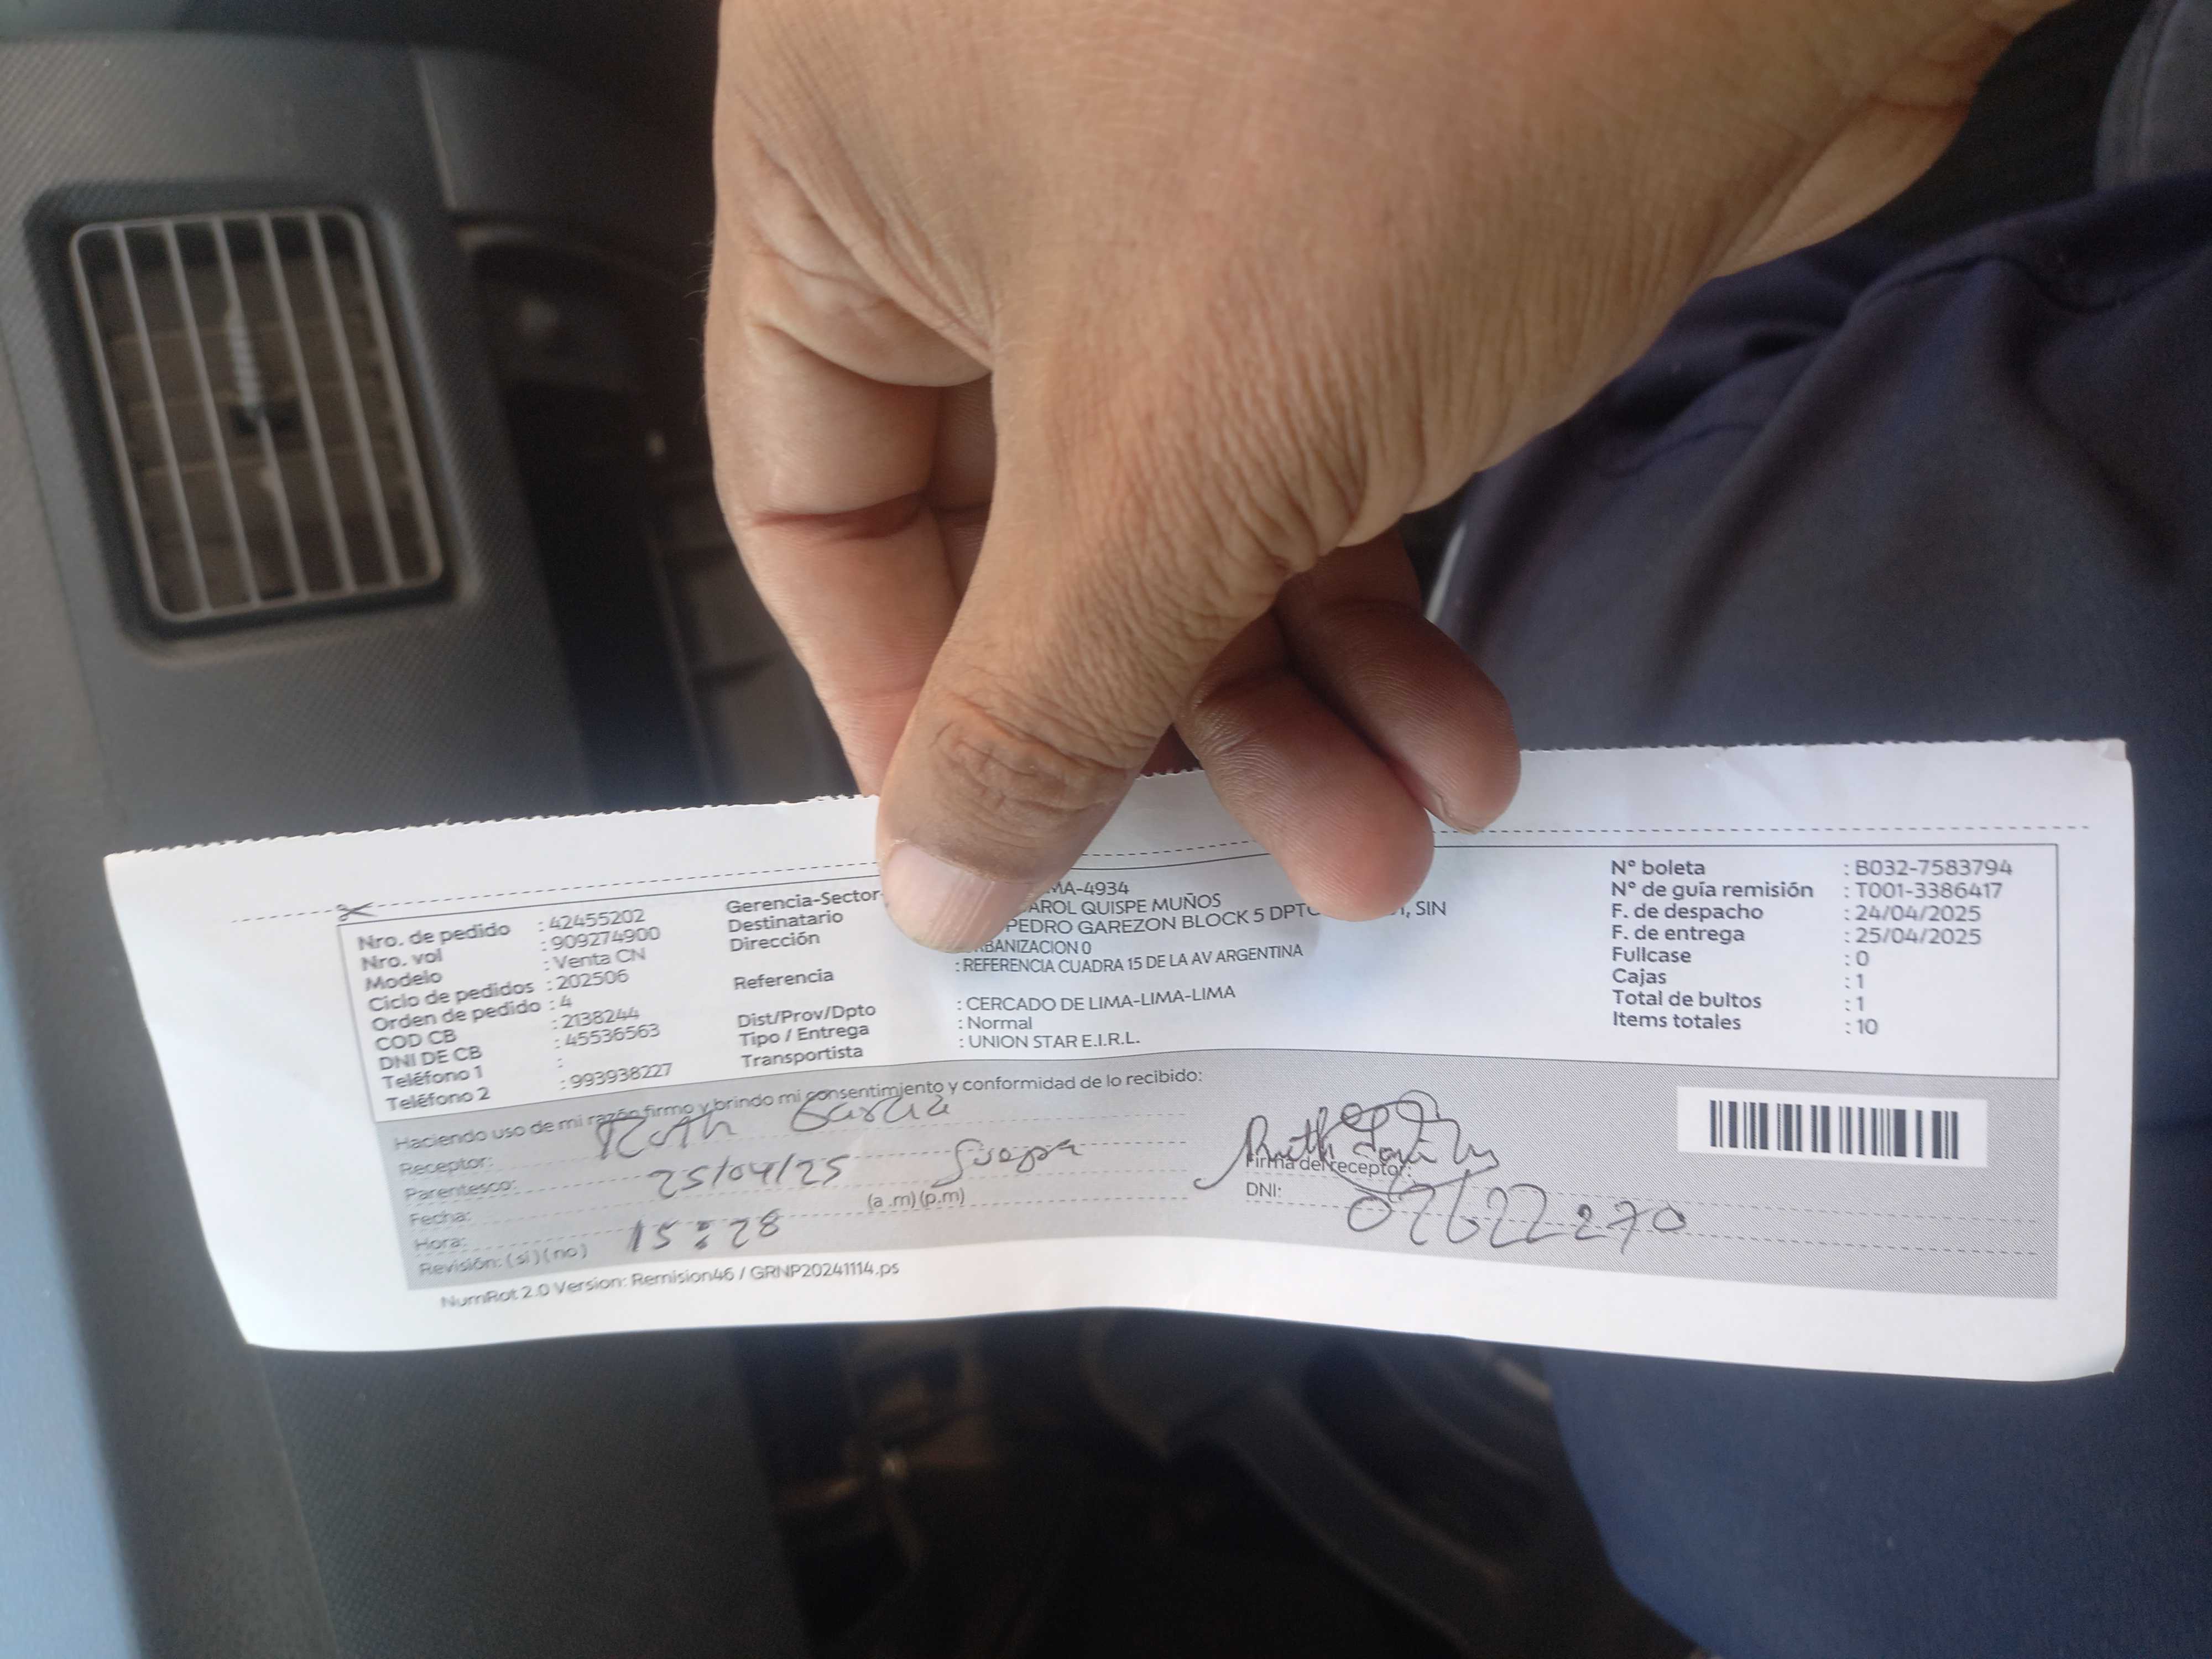 Nro. de pedido : 42455202
Nro. vol : 909274900
Modelo : Venta CN
Ciclo de pedidos : 202506
Orden de pedido : 4
COD CB : 2138244
DNI DE CB : 45536563
Teléfono 1 :
Teléfono 2 : 993938227
Gerencia-Sector- MA-4934
Destinatario AROL QUISPE MUÑOS
Dirección PEDRO GAREZON BLOCK 5 DPTO , SIN
RBANIZACION 0
Referencia : REFERENCIA CUADRA 15 DE LA AV ARGENTINA
Dist/Prov/Dpto : CERCADO DE LIMA-LIMA-LIMA
Tipo / Entrega : Normal
Transportista : UNION STAR E.I.R.L.
N° boleta : B032-7583794
N° de guía remisión : T001-3386417
F. de despacho : 24/04/2025
F. de entrega : 25/04/2025
Fullcase : 0
Cajas : 1
Total de bultos : 1
Items totales : 10
Haciendo uso de mi razón firmo y brindo mi consentimiento y conformidad de lo recibido:
Receptor: Ruth Garcia
Parentesco: Suegra
Fecha: 25/04/25
Hora: 15:28 (a .m) (p.m)
Revisión: (si) (no)
Firma del receptor:
DNI: 07622270
NumRot 2.0 Version: Remision46 / GRNP20241114.ps